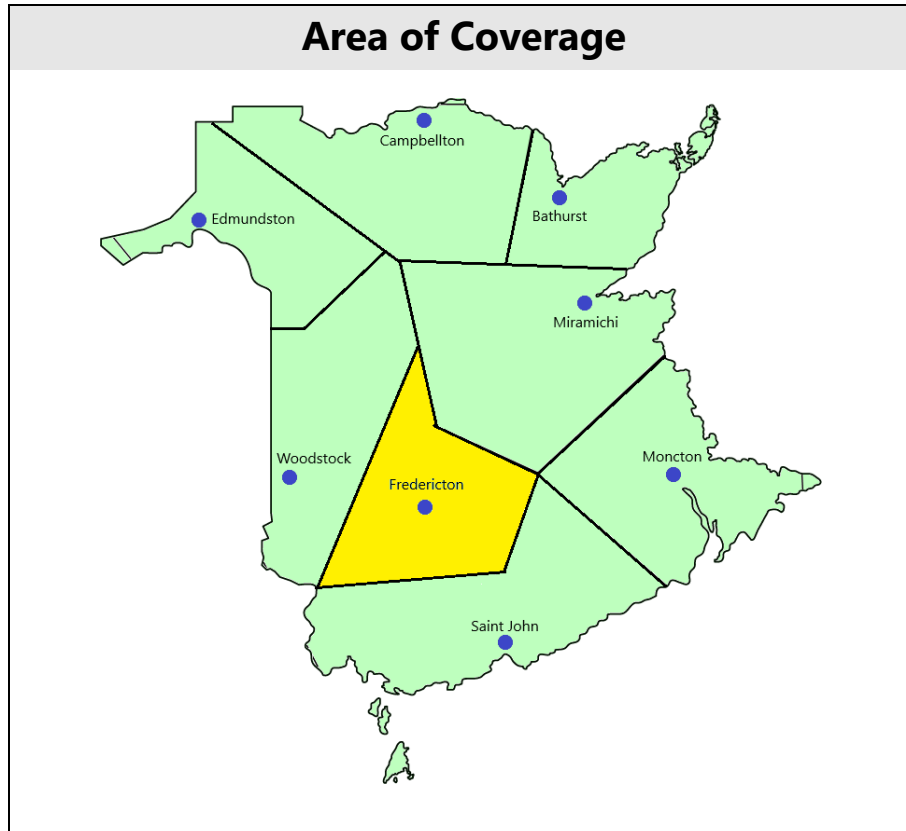 Area of Coverage
Campbellton
Bathurst
Edmundston
Miramichi
Woodstock
Moncton
Fredericton
Saint John